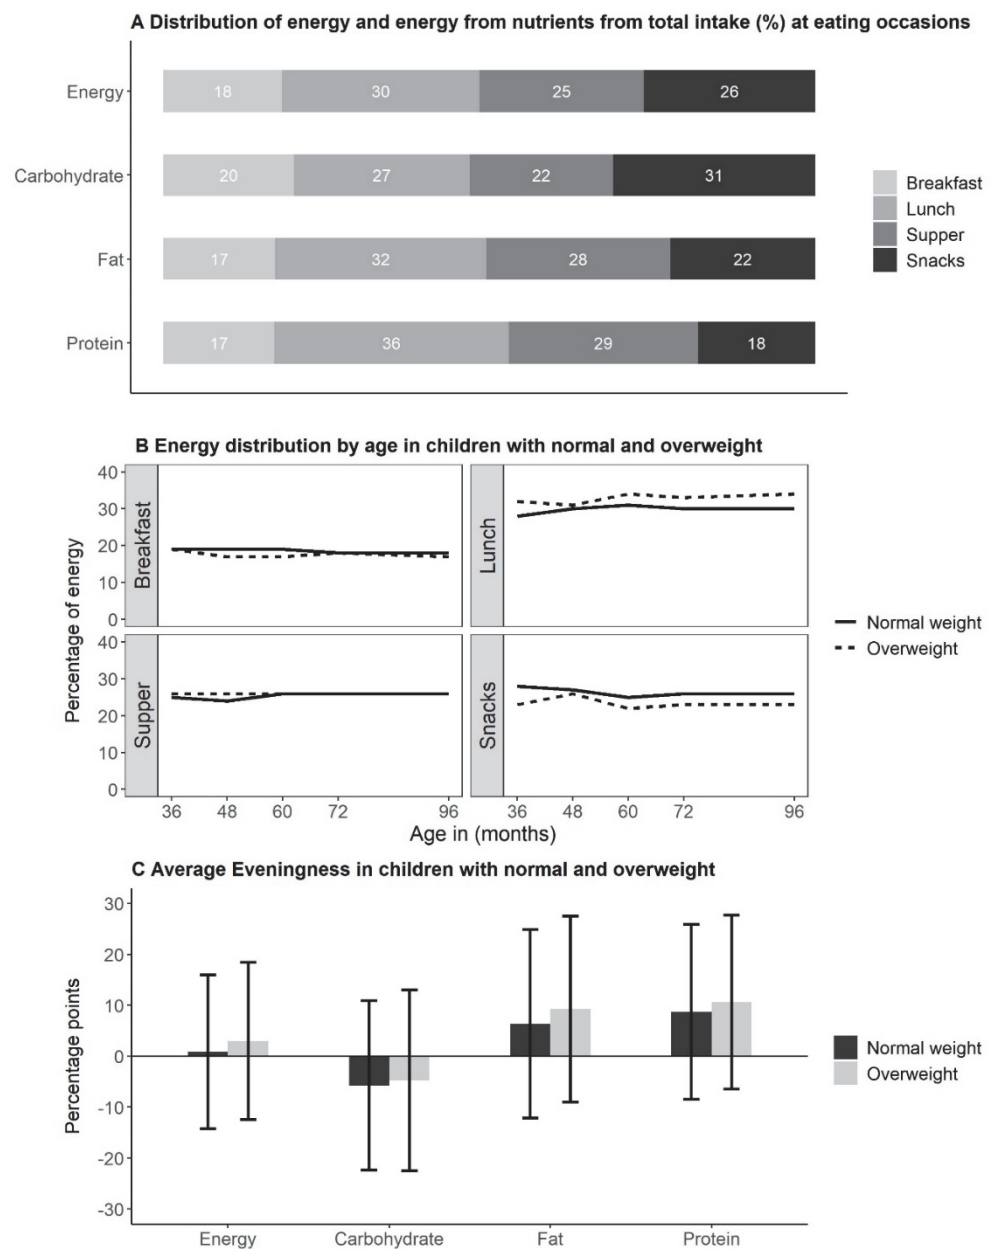 A Distribution of energy and energy from nutrients from total intake (%) at eating occasions
Energy 18 30 25 26
Carbohydrate 20 27 22 31
Fat 17 32 28 22
Protein 17 36 29 18
Breakfast
Lunch
Supper
Snacks
B Energy distribution by age in children with normal and overweight
Percentage of energy
40
30
20
10
0
Breakfast
Lunch
40
30
20
10
0
Supper
Snacks
36 48 60 72 96 36 48 60 72 96
Age in (months)
Normal weight
Overweight
C Average Eveningness in children with normal and overweight
Percentage points
30
20
10
0
-10
-20
-30
Energy Carbohydrate Fat Protein
Normal weight
Overweight